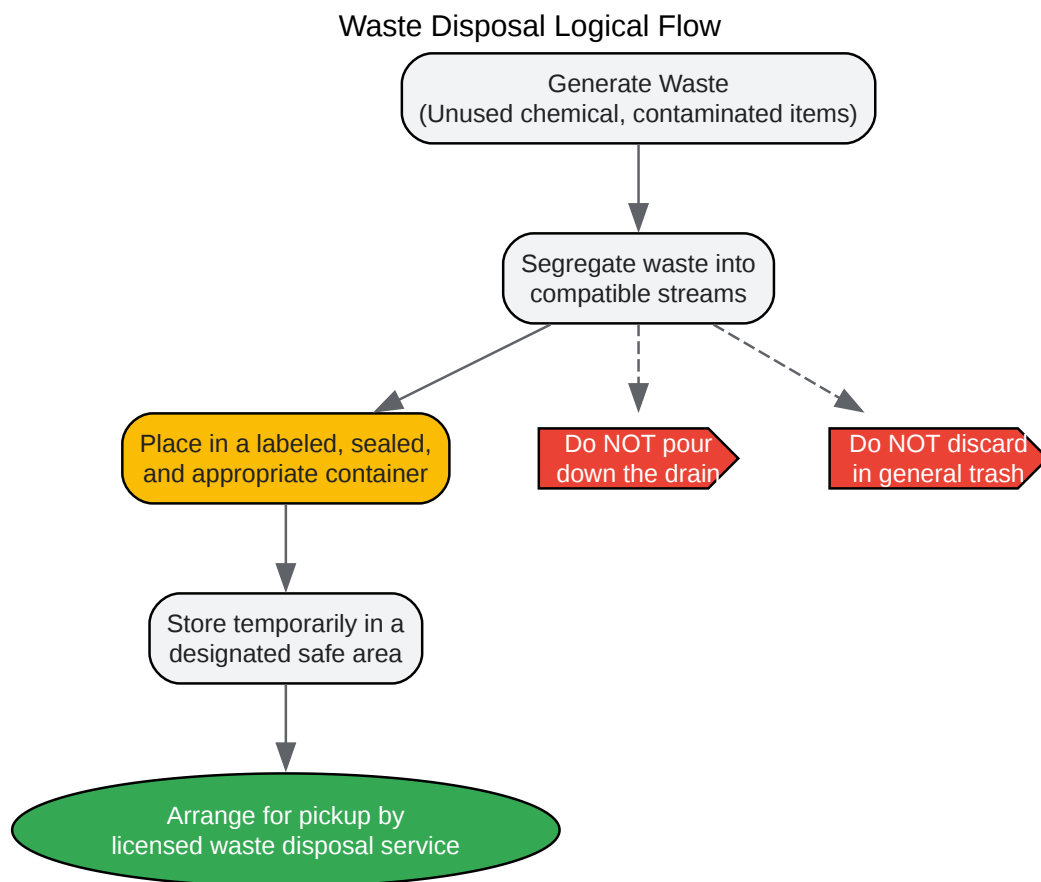 Waste Disposal Logical Flow
Generate Waste
(Unused chemical, contaminated items)
Segregate waste into
compatible streams
Place in a labeled, sealed,
and appropriate container
Do NOT pour
down the drain
Do NOT discard
in general trash
Store temporarily in a
designated safe area
Arrange for pickup by
licensed waste disposal service